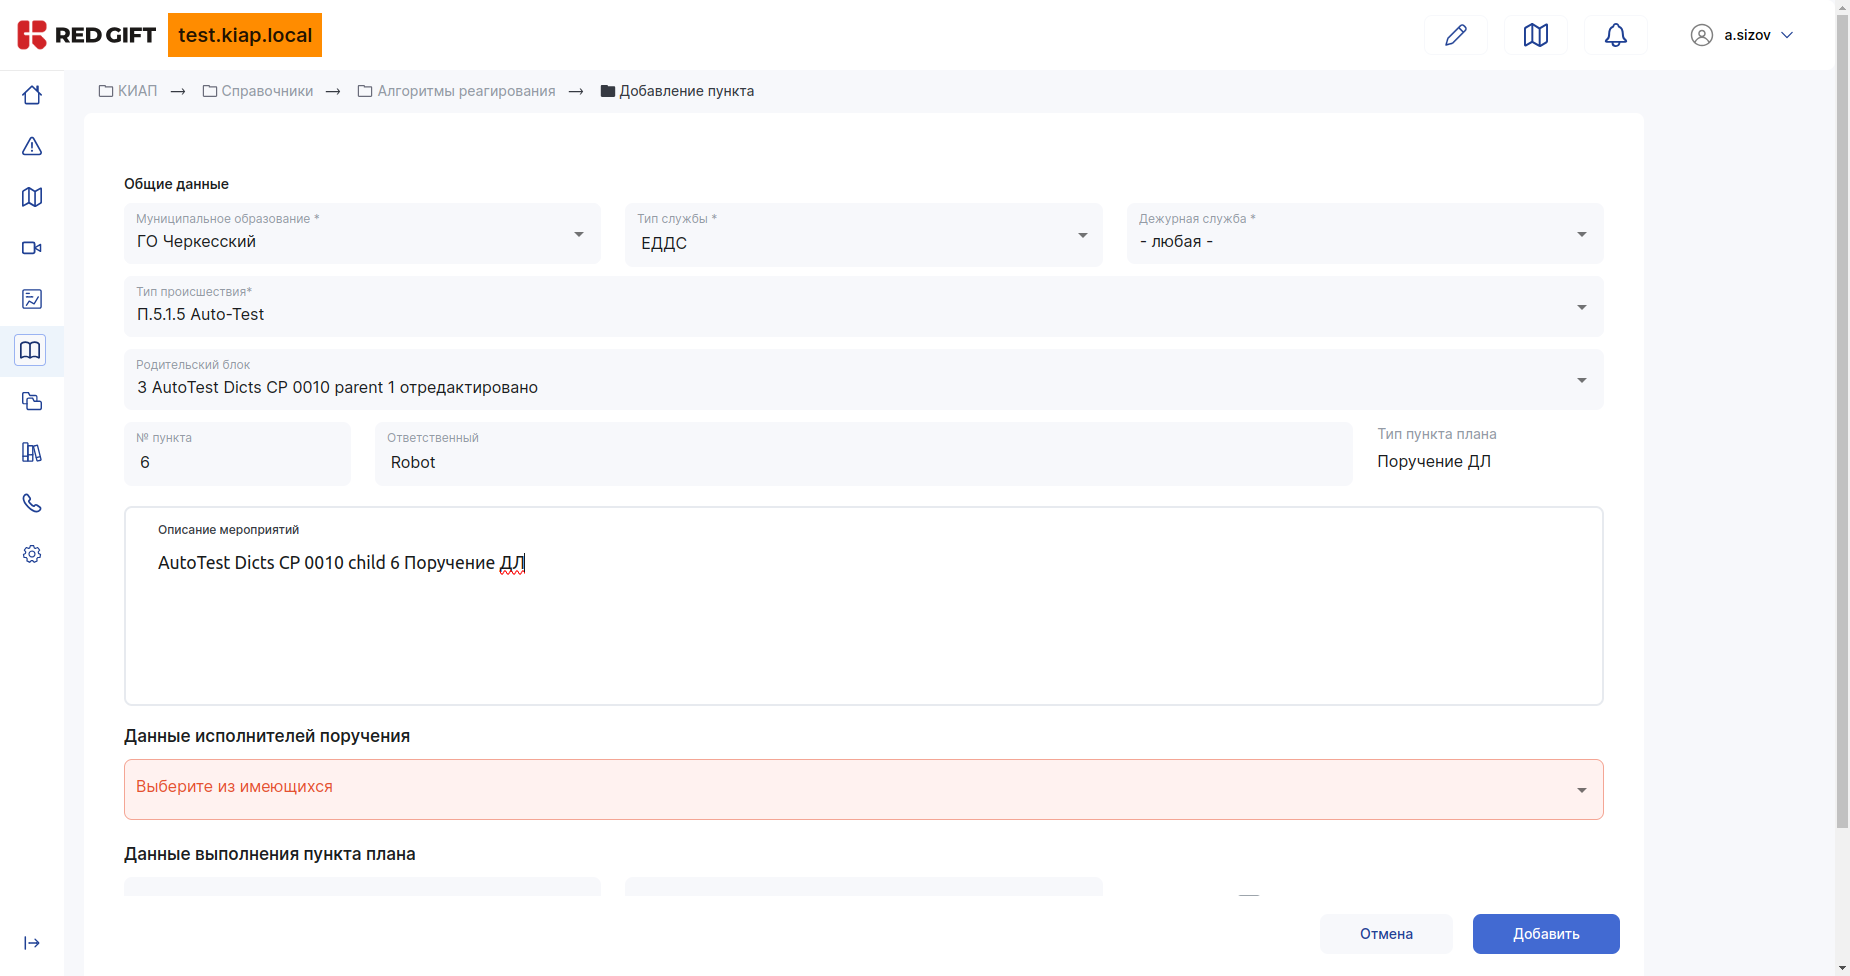 RED GIFT test.kiap.local a.sizov
КИАП → Справочники → Алгоритмы реагирования → Добавление пункта
Общие данные
Муниципальное образование * Тип службы * Дежурная служба *
ГО Черкесский ЕДДС - любая -
Тип происшествия*
П.5.1.5 Auto-Test
Родительский блок
3 AutoTest Dicts CP 0010 parent 1 отредактировано
№ пункта Ответственный Тип пункта плана
6 Robot Поручение ДЛ
Описание мероприятий
AutoTest Dicts CP 0010 child 6 Поручение ДЛ
Данные исполнителей поручения
Выберите из имеющихся
Данные выполнения пункта плана
Отмена Добавить